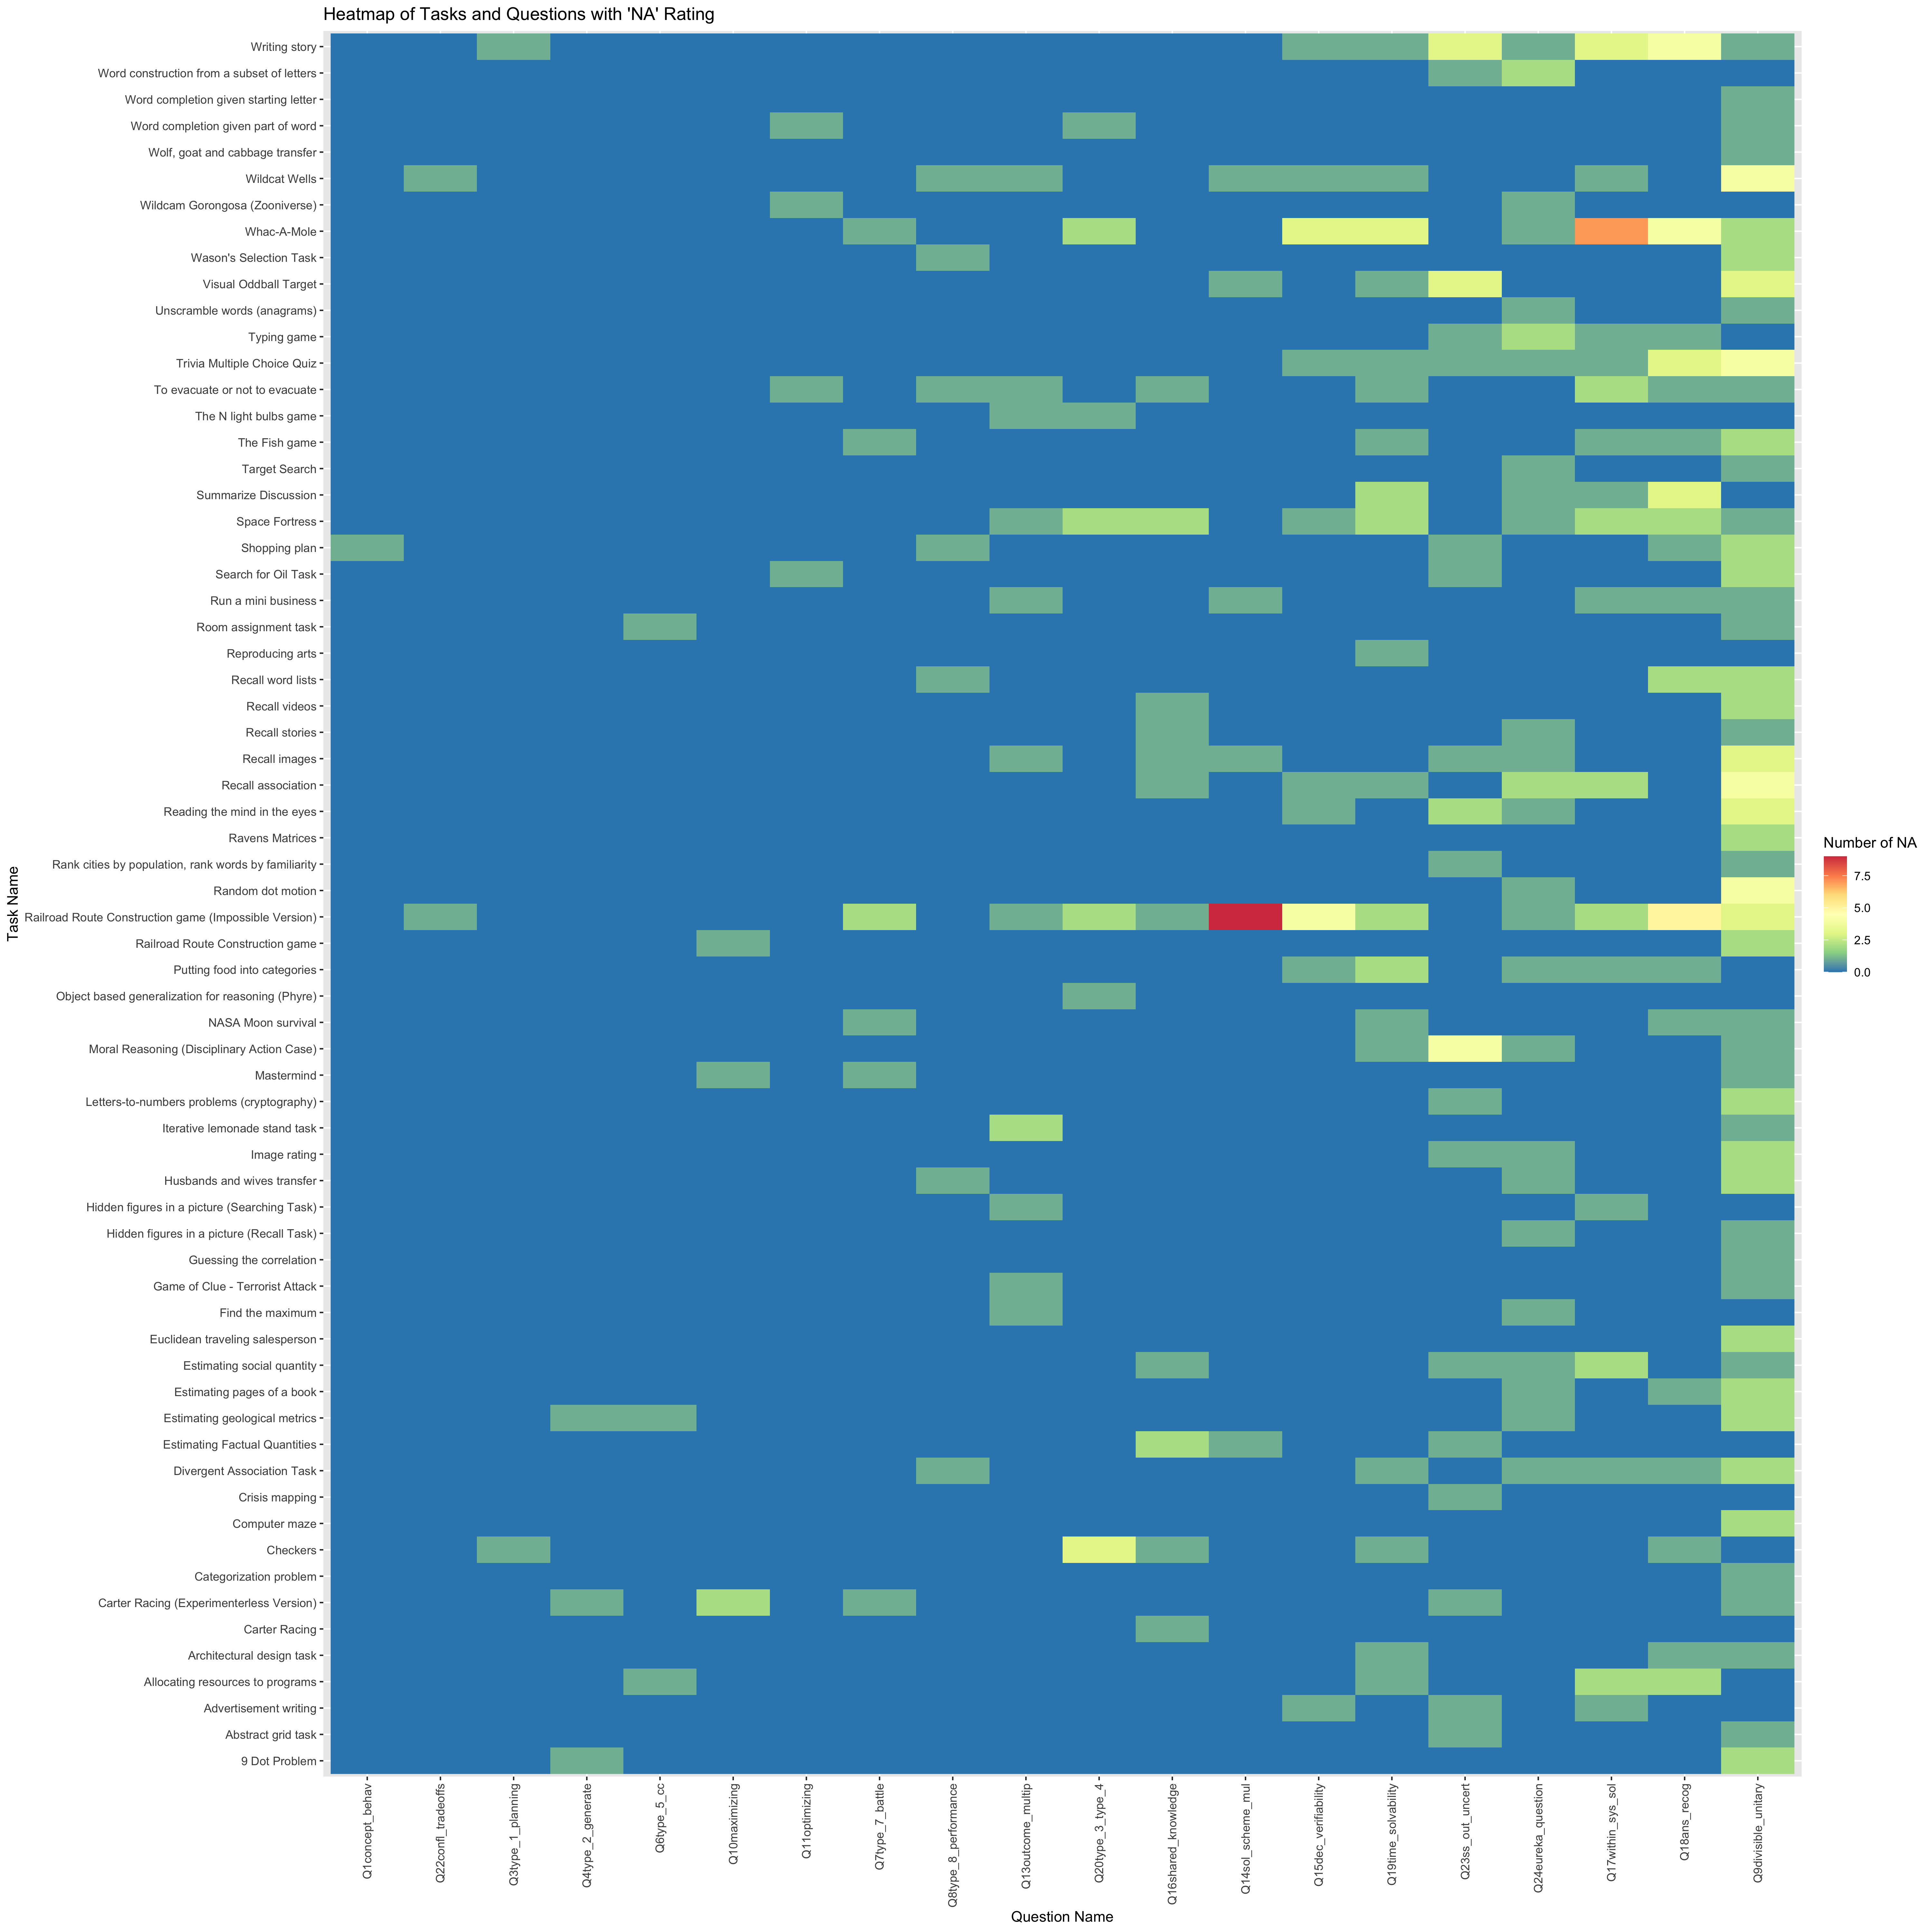 Heatmap of Tasks and Questions with 'NA' Rating
Task Name
Writing story
Word construction from a subset of letters
Word completion given starting letter
Word completion given part of word
Wolf, goat and cabbage transfer
Wildcat Wells
Wildcam Gorongosa (Zooniverse)
Whac-A-Mole
Wason's Selection Task
Visual Oddball Target
Unscramble words (anagrams)
Typing game
Trivia Multiple Choice Quiz
To evacuate or not to evacuate
The N light bulbs game
The Fish game
Target Search
Summarize Discussion
Space Fortress
Shopping plan
Search for Oil Task
Run a mini business
Room assignment task
Reproducing arts
Recall word lists
Recall videos
Recall stories
Recall images
Recall association
Reading the mind in the eyes
Ravens Matrices
Rank cities by population, rank words by familiarity
Random dot motion
Railroad Route Construction game (Impossible Version)
Railroad Route Construction game
Putting food into categories
Object based generalization for reasoning (Phyre)
NASA Moon survival
Moral Reasoning (Disciplinary Action Case)
Mastermind
Letters-to-numbers problems (cryptography)
Iterative lemonade stand task
Image rating
Husbands and wives transfer
Hidden figures in a picture (Searching Task)
Hidden figures in a picture (Recall Task)
Guessing the correlation
Game of Clue - Terrorist Attack
Find the maximum
Euclidean traveling salesperson
Estimating social quantity
Estimating pages of a book
Estimating geological metrics
Estimating Factual Quantities
Divergent Association Task
Crisis mapping
Computer maze
Checkers
Categorization problem
Carter Racing (Experimenterless Version)
Carter Racing
Architectural design task
Allocating resources to programs
Advertisement writing
Abstract grid task
9 Dot Problem
Q1concept_behav
Q22confl_tradeoffs
Q3type_1_planning
Q4type_2_generate
Q6type_5_cc
Q10maximizing
Q11optimizing
Q7type_7_battle
Q8type_8_performance
Q13outcome_multip
Q20type_3_type_4
Q16shared_knowledge
Q14sol_scheme_mul
Q15dec_verifiability
Q19time_solvability
Q23ss_out_uncert
Q24eureka_question
Q17within_sys_sol
Q18ans_recog
Q9divisible_unitary
Question Name
Number of NA
7.5
5.0
2.5
0.0